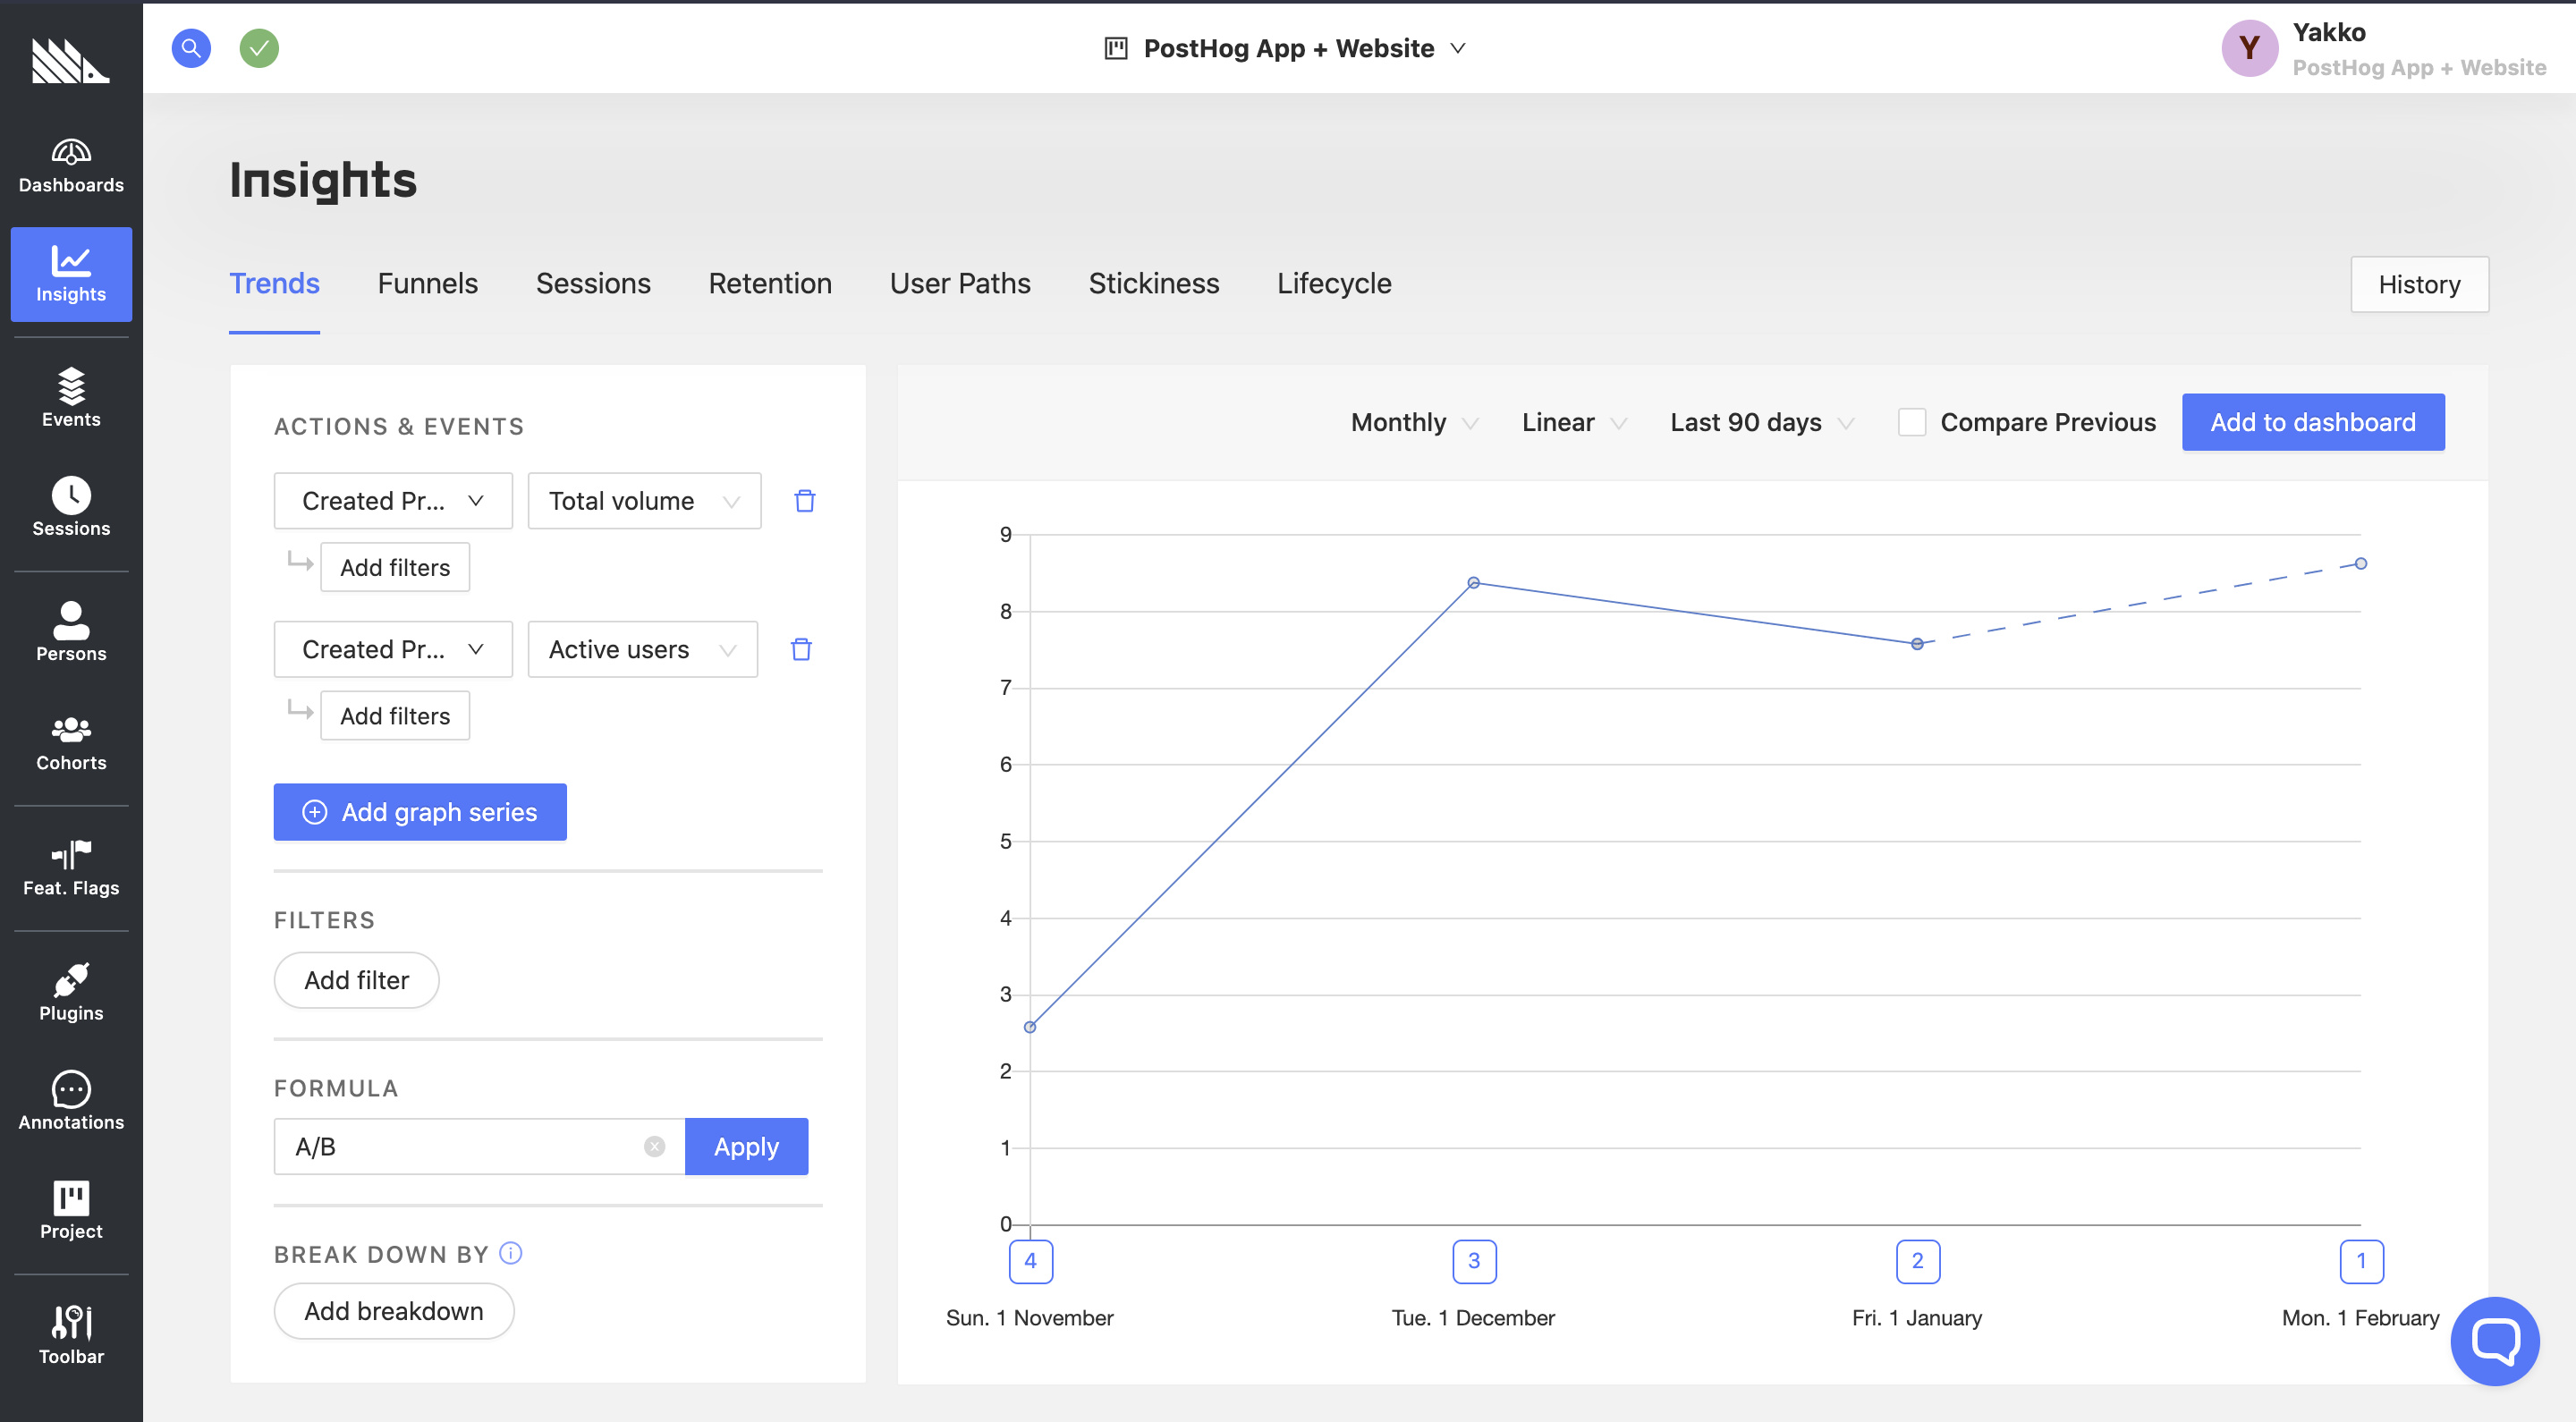 PostHog App + Website
Y
Yakko
PostHog App + Website
Dashboards
Insights
Events
Sessions
Persons
Cohorts
Feat. Flags
Plugins
Annotations
Project
Toolbar
Insights
Trends Funnels Sessions Retention User Paths Stickiness Lifecycle
History
ACTIONS & EVENTS
Created Pr... Total volume
Add filters
Created Pr... Active users
Add filters
Add graph series
FILTERS
Add filter
FORMULA
A/B Apply
BREAK DOWN BY
Add breakdown
Monthly Linear Last 90 days Compare Previous Add to dashboard
9
8
7
6
5
4
3
2
1
0
4 3 2 1
Sun. 1 November Tue. 1 December Fri. 1 January Mon. 1 February